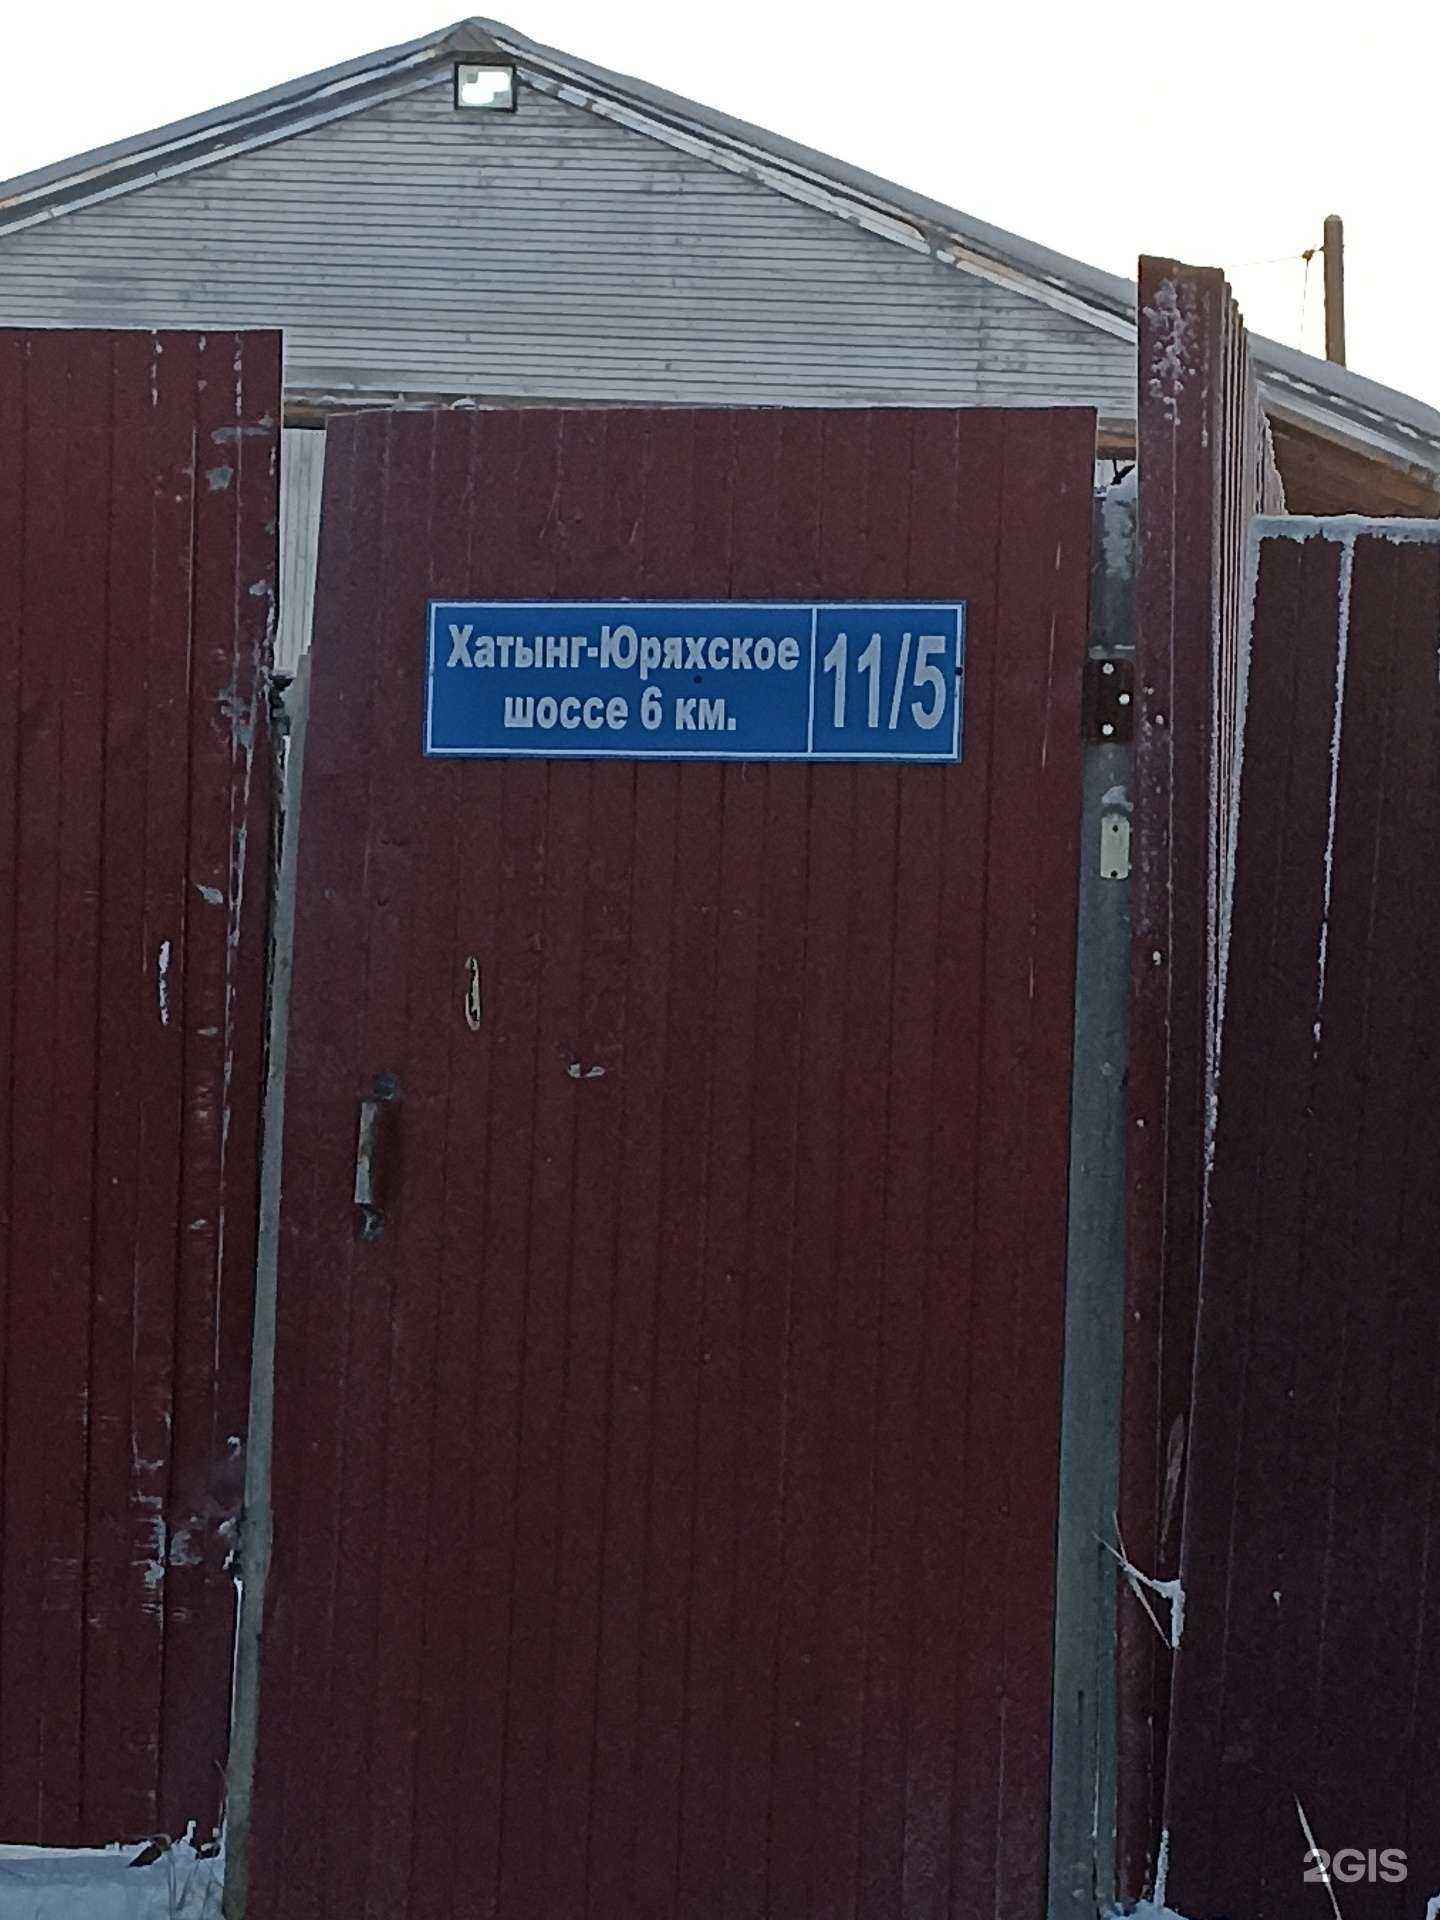 Хатынг-Юряхское
шоссе 6 км.
11/5
2GIS